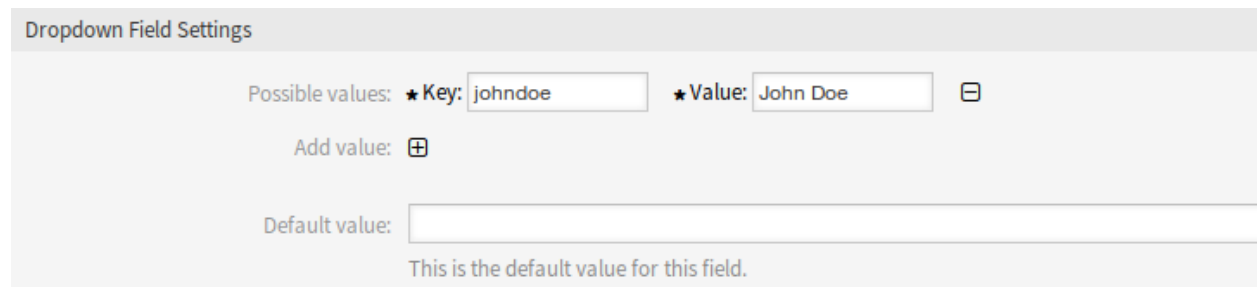 Dropdown Field Settings
Possible values: ★ Key: johndoe ★ Value: John Doe
Add value:
Default value:
This is the default value for this field.